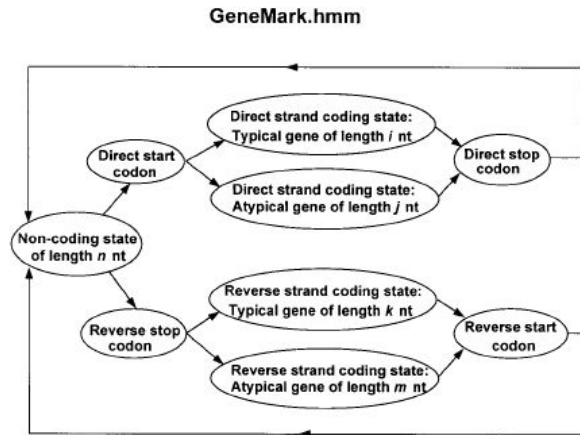 GeneMark.hmm
Direct strand coding state:
Typical gene of length i nt
Direct start
codon
Direct stop
codon
Direct strand coding state:
Atypical gene of length j nt
Non-coding state
of length n nt
Reverse strand coding state:
Typical gene of length k nt
Reverse stop
codon
Reverse start
codon
Reverse strand coding state:
Atypical gene of length m nt